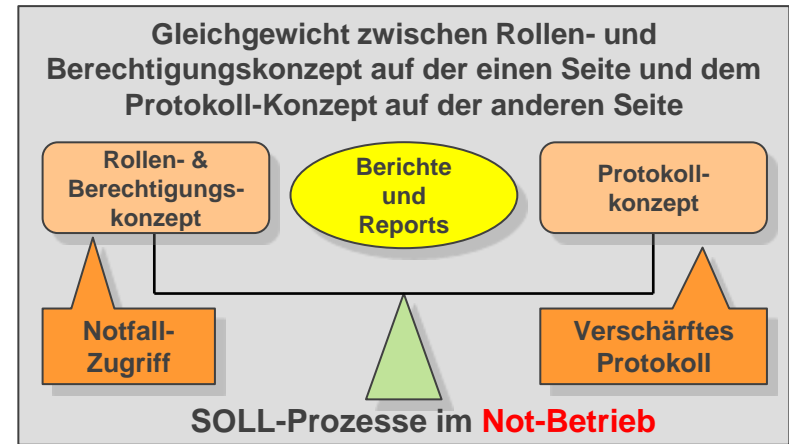 Gleichgewicht zwischen Rollen- und
Berechtigungskonzept auf der einen Seite und dem
Protokoll-Konzept auf der anderen Seite
Rollen- &
Berechtigungs-
konzept
Berichte
und
Reports
Protokoll-
konzept
Notfall-
Zugriff
Verschärftes
Protokoll
SOLL-Prozesse im Not-Betrieb